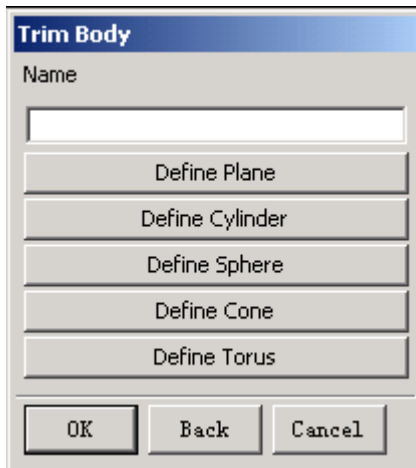 Trim Body
Name
Define Plane
Define Cylinder
Define Sphere
Define Cone
Define Torus
OK Back Cancel